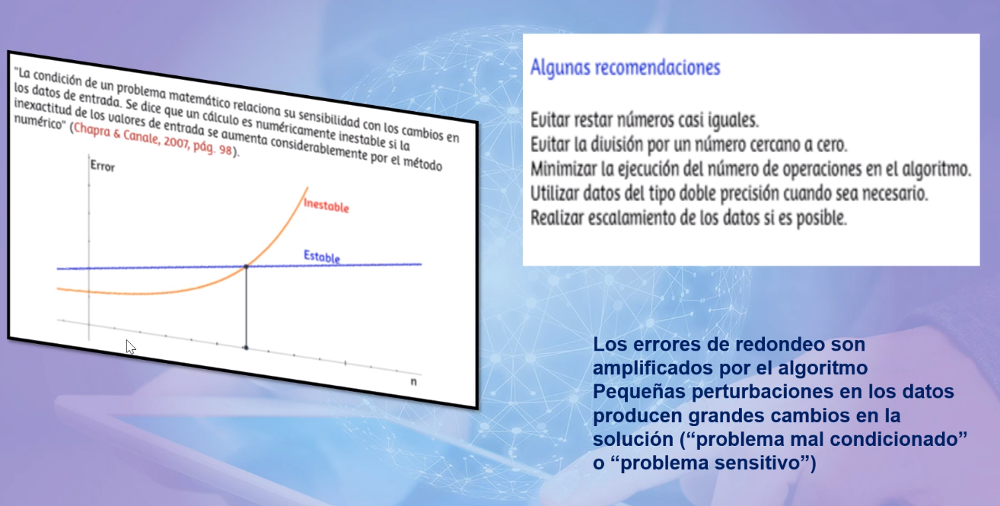 "La condición de un problema matemático relaciona su sensibilidad con los cambios en
los datos de entrada. Se dice que un cálculo es numéricamente inestable si la
inexactitud de los valores de entrada se aumenta considerablemente por el método
numérico" (Chapra & Canale, 2007, pág. 98).
Error
Inestable
Estable
n
Algunas recomendaciones
Evitar restar números casi iguales.
Evitar la división por un número cercano a cero.
Minimizar la ejecución del número de operaciones en el algoritmo.
Utilizar datos del tipo doble precisión cuando sea necesario.
Realizar escalamiento de los datos si es posible.
Los errores de redondeo son
amplificados por el algoritmo
Pequeñas perturbaciones en los datos
producen grandes cambios en la
solución (“problema mal condicionado”
o “problema sensitivo”)